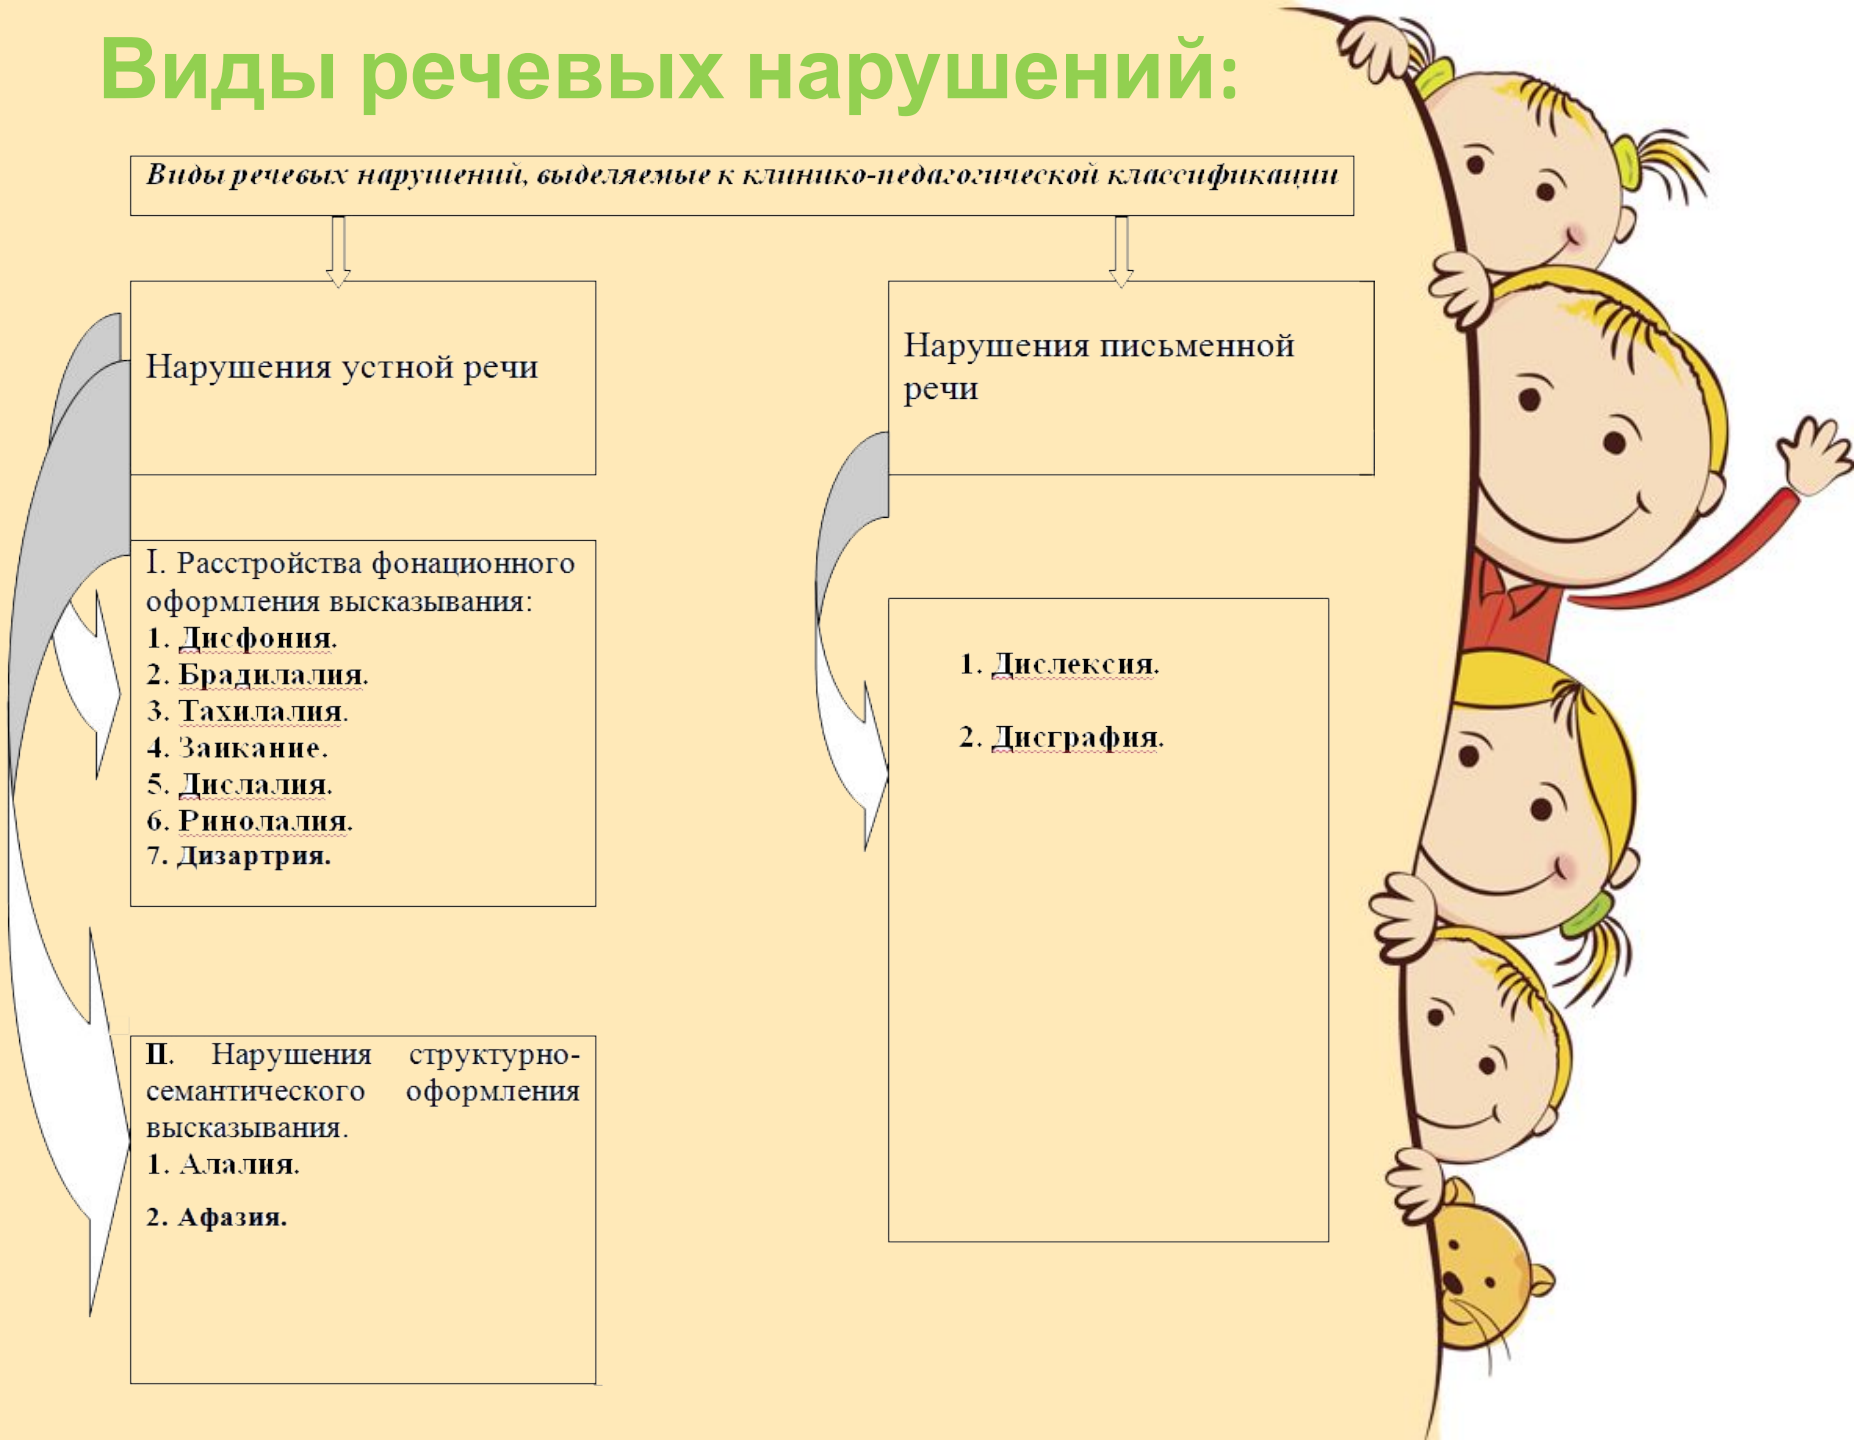 Виды речевых нарушений:
Виды речевых нарушений, выделяемые к клинико-педагогической классификации
Нарушения устной речи
Нарушения письменной
речи
I. Расстройства фонационного
оформления высказывания:
1. Дисфония.
2. Брадилалия.
3. Тахилалия.
4. Заикание.
5. Дислалия.
6. Ринолалия.
7. Дизартрия.
1. Дислексия.
2. Дисграфия.
II. Нарушения структурно-
семантического оформления
высказывания.
1. Алалия.
2. Афазия.